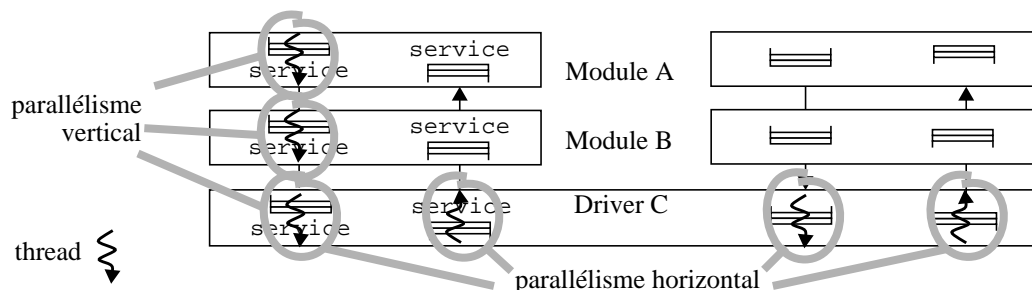 service
service
Module A
parallélisme
vertical
service
service
Module B
service
service
Driver C
thread
parallélisme horizontal